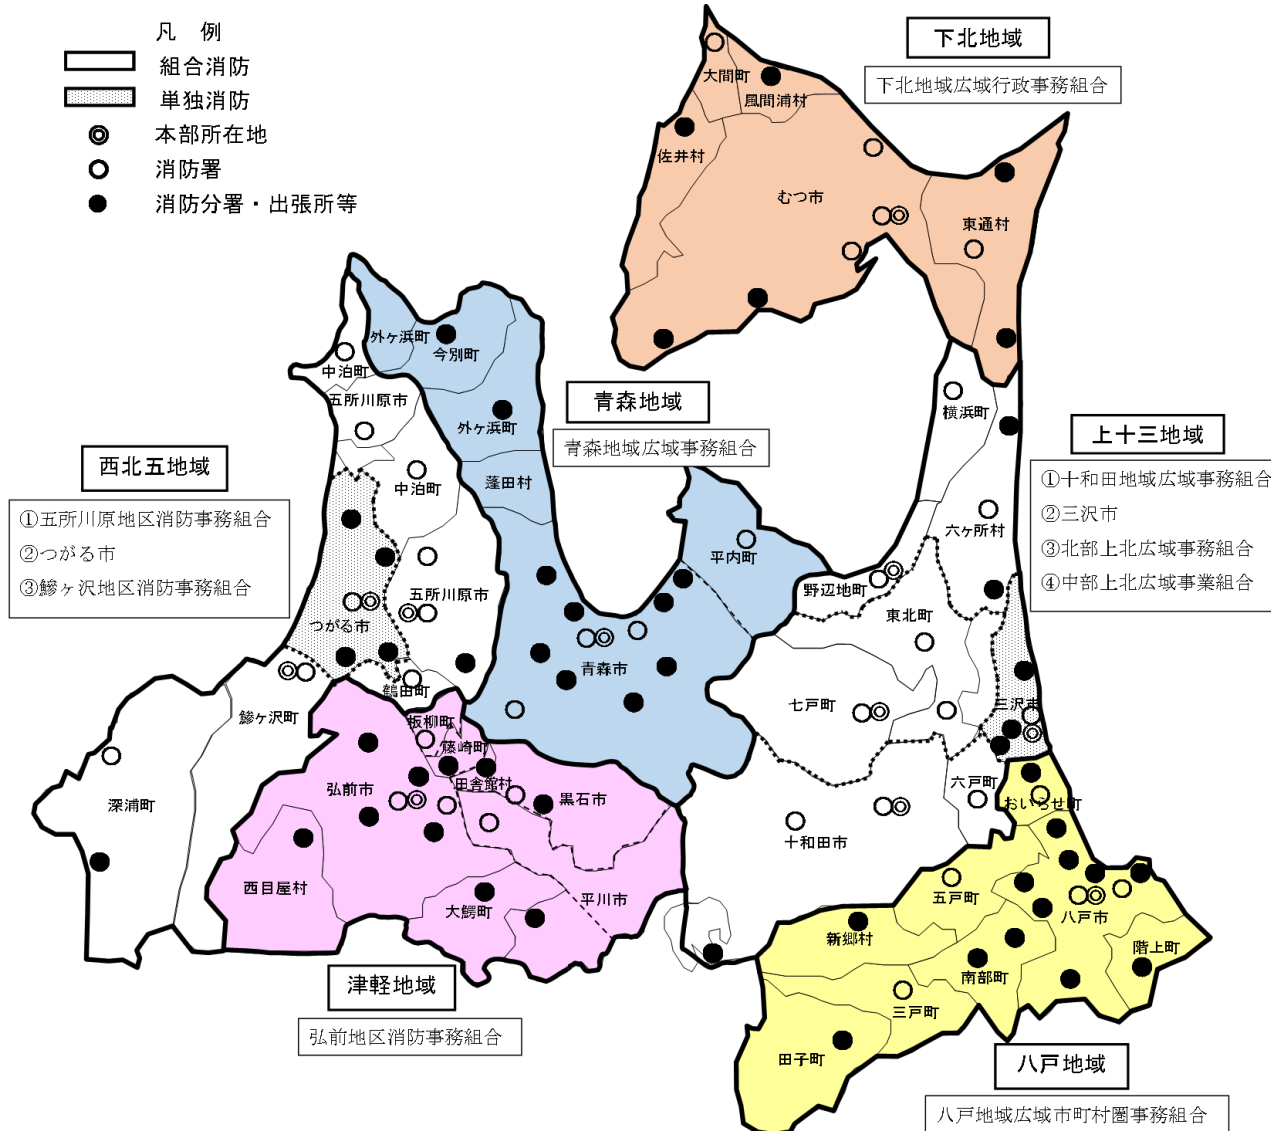 凡　例
組合消防
単独消防
本部所在地
消防署
消防分署・出張所等
下北地域
下北地域広域行政事務組合
大間町
風間浦村
佐井村
むつ市
東通村
外ヶ浜町
今別町
中泊町
五所川原市
外ヶ浜町
青森地域
青森地域広域事務組合
横浜町
上十三地域
①十和田地域広域事務組合
②三沢市
③北部上北広域事務組合
④中部上北広域事業組合
西北五地域
①五所川原地区消防事務組合
②つがる市
③鰺ヶ沢地区消防事務組合
中泊町
蓬田村
六ヶ所村
平内町
野辺地町
東北町
五所川原市
つがる市
青森市
鶴田町
七戸町
三沢市
鰺ヶ沢町
板柳町
藤崎町
田舎館村
弘前市
黒石市
六戸町
おいらせ町
深浦町
十和田市
西目屋村
大鰐町
平川市
五戸町
八戸市
新郷村
階上町
南部町
三戸町
田子町
津軽地域
弘前地区消防事務組合
八戸地域
八戸地域広域市町村圏事務組合